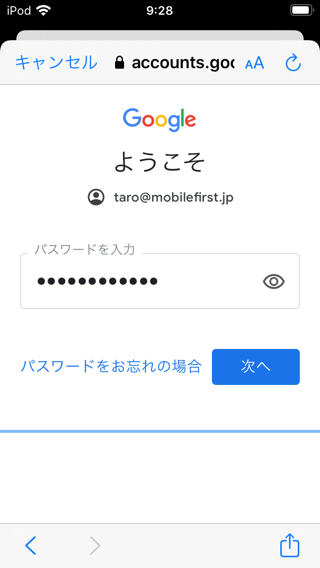 iPod 9:28
キャンセル accounts.goo AA
Google
ようこそ
taro@mobilefirst.jp
パスワードを入力
••••••••••••
パスワードをお忘れの場合 次へ